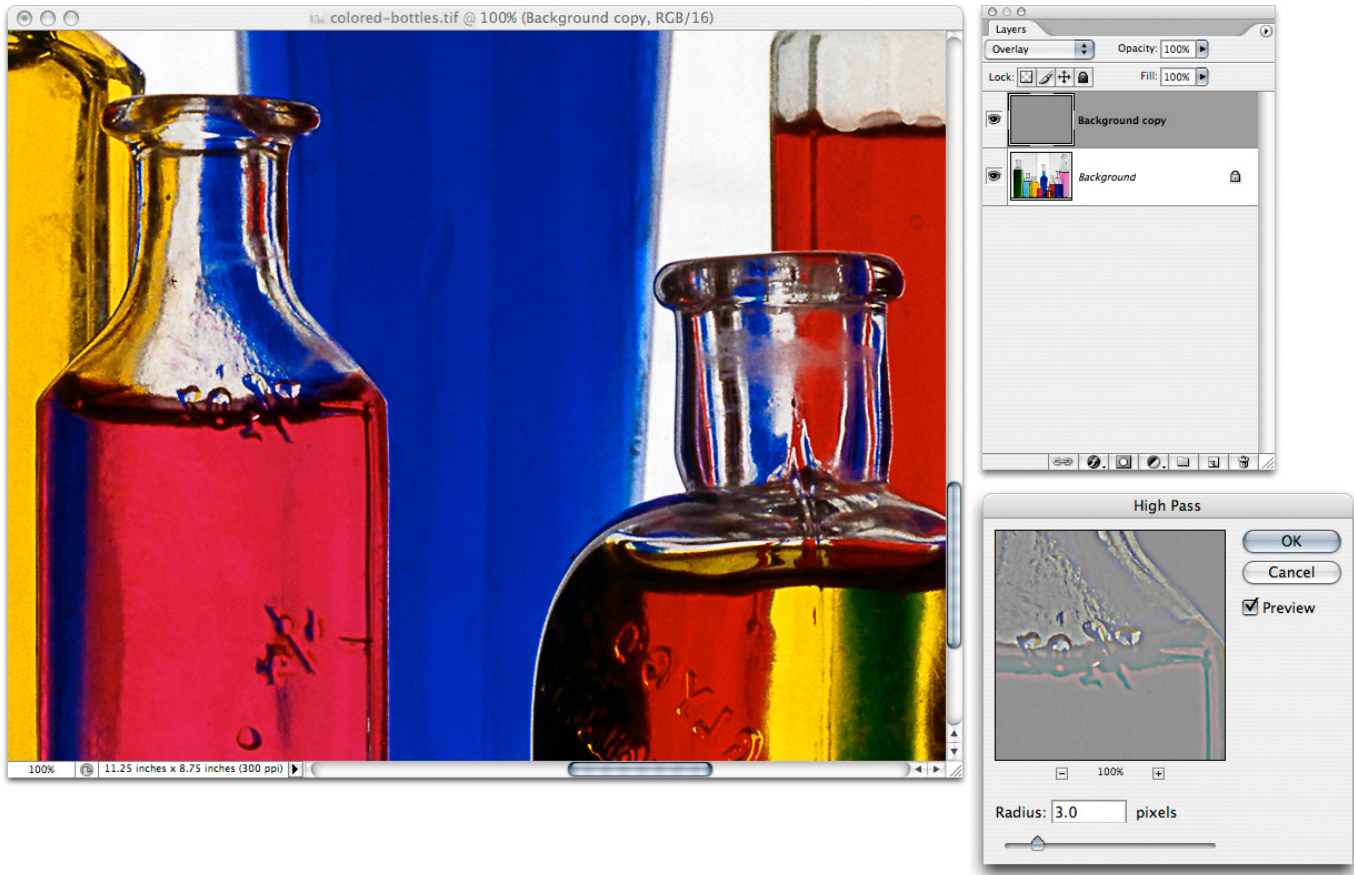 colored-bottles.tif @ 100% (Background copy, RGB/16)
100%
11.25 inches x 8.75 inches (300 ppi)
Layers
Overlay
Opacity: 100%
Lock:
Fill: 100%
Background copy
Background
High Pass
OK
Cancel
Preview
100%
Radius: 3.0 pixels